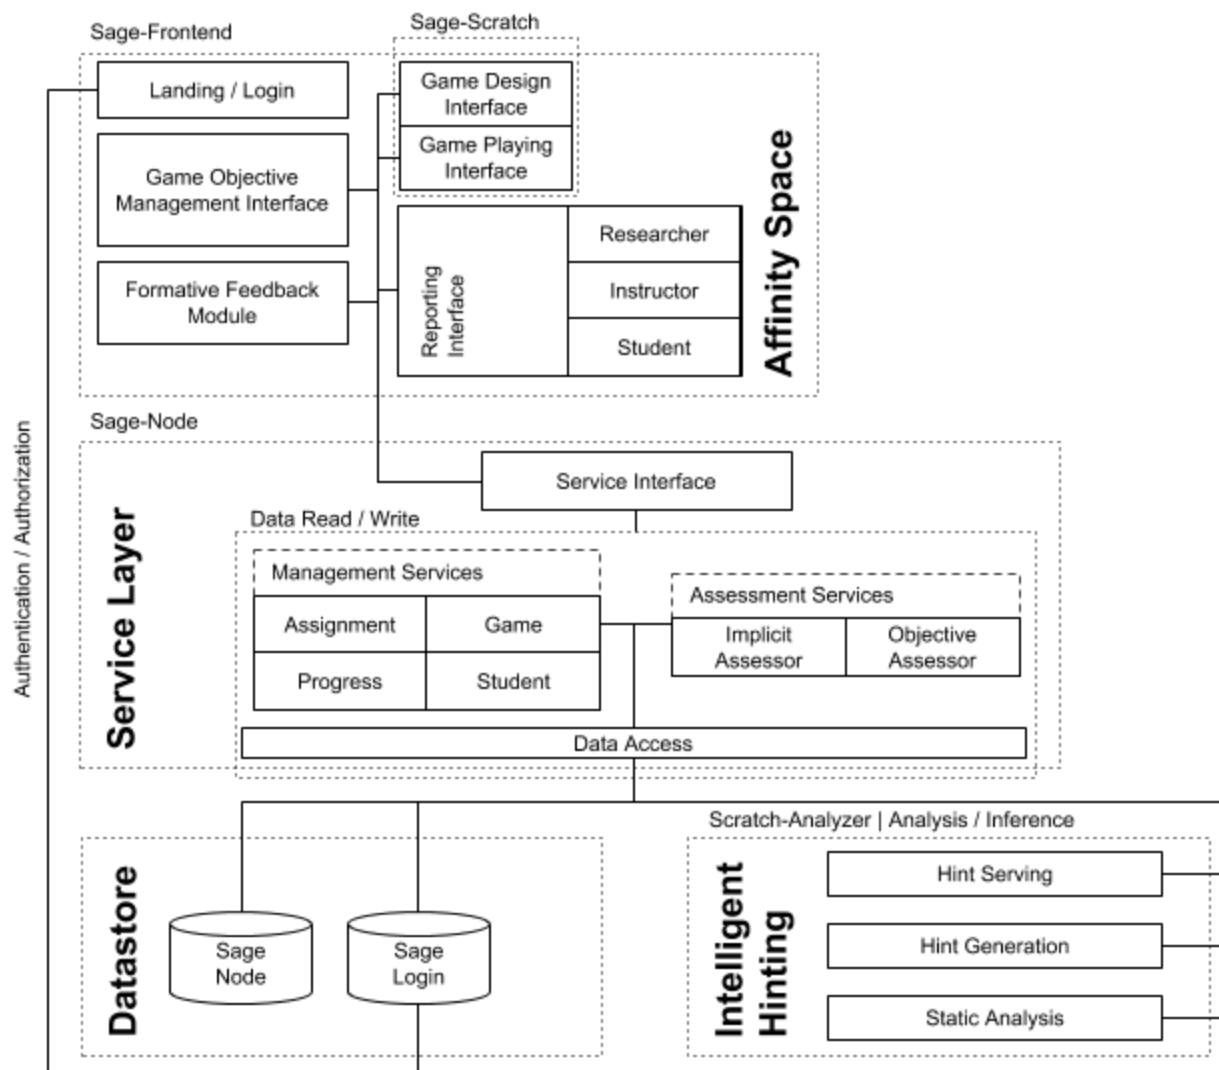 Sage-Frontend
Sage-Scratch
Landing / Login
Game Design
Interface
Game Playing
Interface
Game Objective
Management Interface
Formative Feedback
Module
Reporting
Interface
Researcher
Instructor
Student
Affinity Space
Authentication / Authorization
Sage-Node
Service Layer
Service Interface
Data Read / Write
Management Services
Assignment
Game
Progress
Student
Assessment Services
Implicit
Assessor
Objective
Assessor
Data Access
Datastore
Sage
Node
Sage
Login
Scratch-Analyzer | Analysis / Inference
Intelligent
Hinting
Hint Serving
Hint Generation
Static Analysis